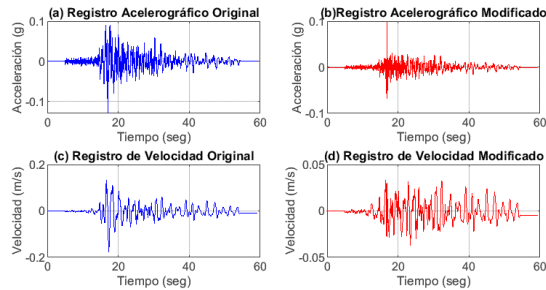 (a) Registro Acelerográfico Original
Aceleración (g)
0.1
0
-0.1
0 20 40 60
Tiempo (seg)
(b)Registro Acelerográfico Modificado
Aceleración (g)
0.1
0
-0.1
0 20 40 60
Tiempo (seg)
(c) Registro de Velocidad Original
Velocidad (m/s)
0.2
0
-0.2
0 20 40 60
Tiempo (seg)
(d) Registro de Velocidad Modificado
Velocidad (m/s)
0.05
0
-0.05
0 20 40 60
Tiempo (seg)